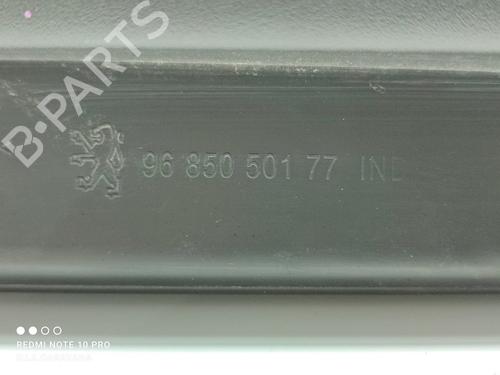 B-PARTS
96 850 501 77 IND
REDMI NOTE 10 PRO